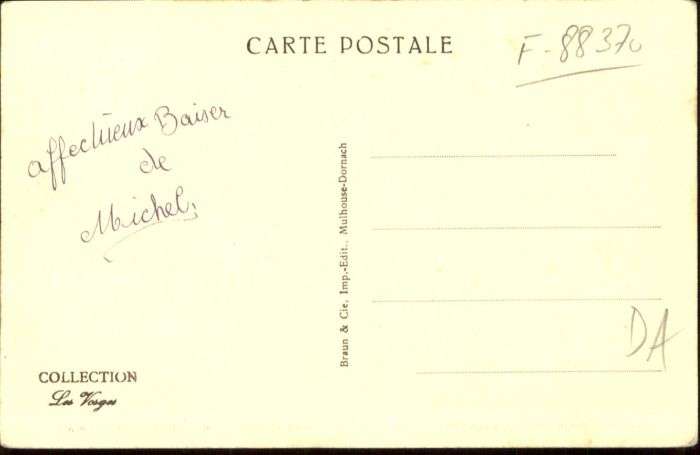 CARTE POSTALE
F-88370
affectueux Baiser
de
Michel.
Braun & Cie, Imp.-Edit., Mulhouse-Dornach
DA
COLLECTION
Les Vosges